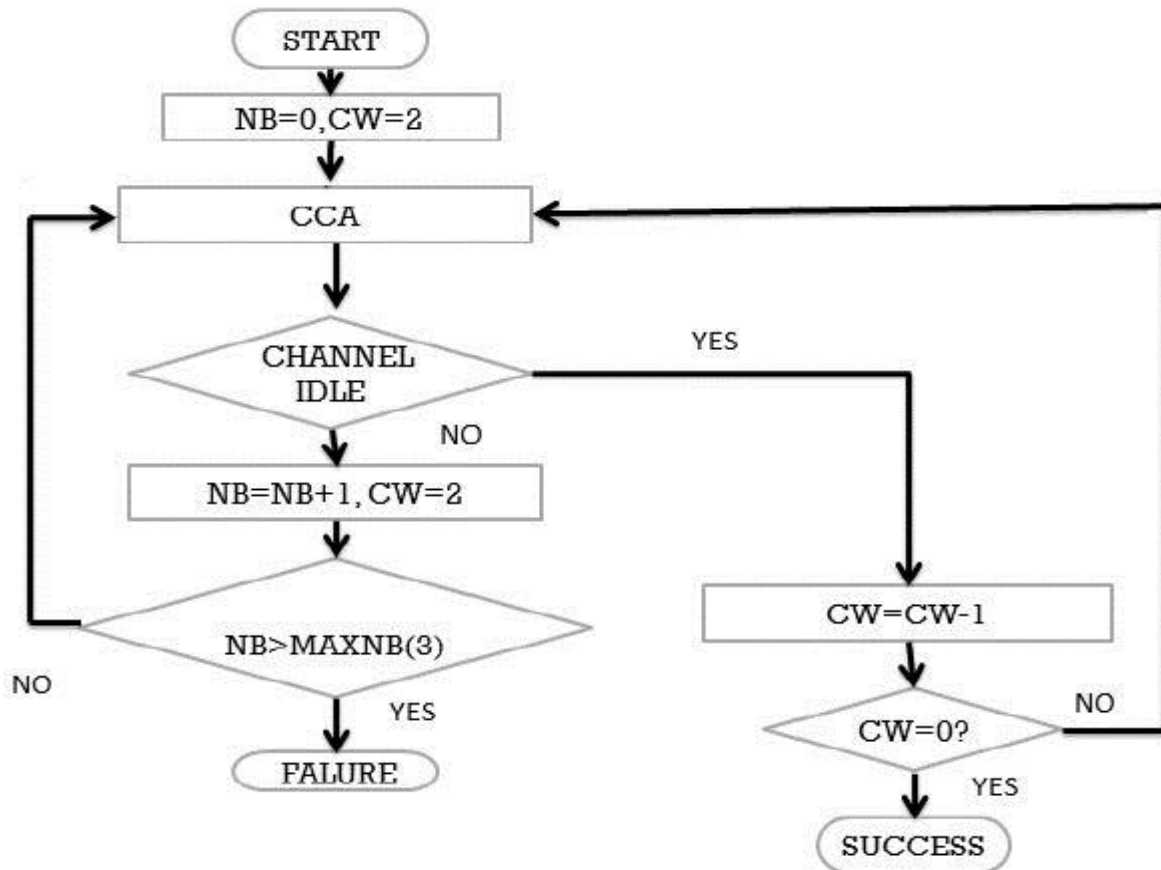 START
NB=0,CW=2
CCA
CHANNEL
IDLE
YES
NO
NB=NB+1, CW=2
NB>MAXNB(3)
NO
YES
FALURE
CW=CW-1
CW=0?
NO
YES
SUCCESS